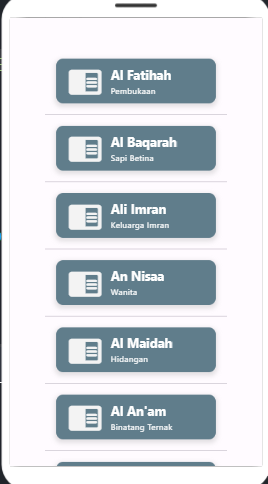 Al Fatihah
Pembukaan
Al Baqarah
Sapi Betina
Ali Imran
Keluarga Imran
An Nisaa
Wanita
Al Maidah
Hidangan
Al An'am
Binatang Ternak